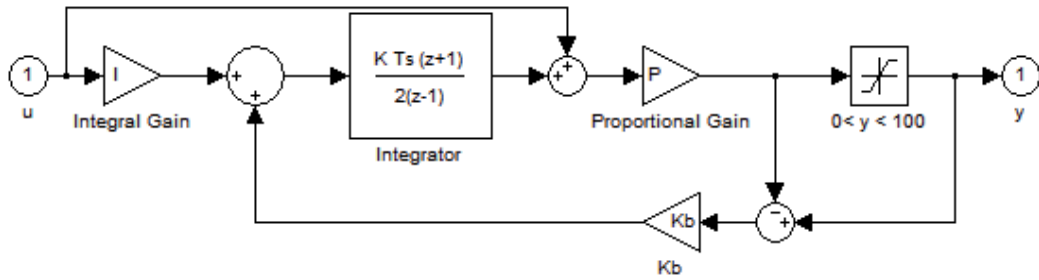 K Ts (z+1)
2(z-1)
1
u
I
Integral Gain
+
+
Integrator
+
+
P
Proportional Gain
0< y < 100
1
y
−
+
Kb
Kb